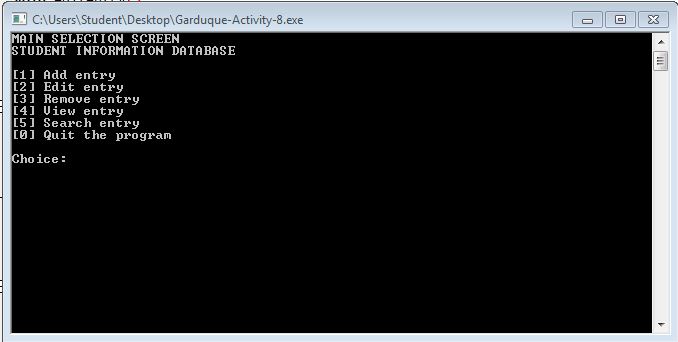 C:\Users\Student\Desktop\Garduque-Activity-8.exe
MAIN SELECTION SCREEN
STUDENT INFORMATION DATABASE
[1] Add entry
[2] Edit entry
[3] Remove entry
[4] View entry
[5] Search entry
[0] Quit the program
Choice: